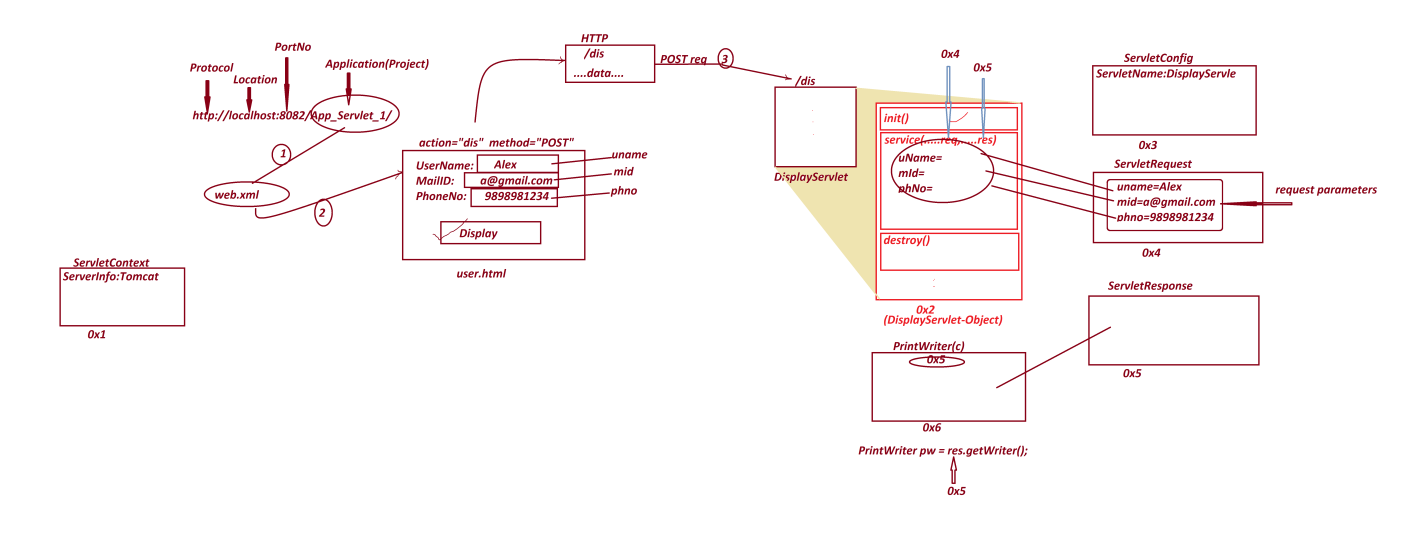 PortNo
Protocol
Location
Application(Project)
http://localhost:8082/App_Servlet_1/
1
web.xml
2
ServletContext
ServerInfo:Tomcat
0x1
action="dis" method="POST"
UserName: Alex
uname
MailID: a@gmail.com
mid
PhoneNo: 9898981234
phno
Display
user.html
HTTP
/dis
....data....
POST req
3
/dis
DisplayServlet
0x4
0x5
init()
service(.....req,....res)
uName=
mId=
phNo=
destroy()
0x2
(DisplayServlet-Object)
ServletConfig
ServletName:DisplayServle
0x3
ServletRequest
uname=Alex
mid=a@gmail.com
phno=9898981234
request parameters
0x4
ServletResponse
0x5
PrintWriter(c)
0x5
0x6
PrintWriter pw = res.getWriter();
0x5